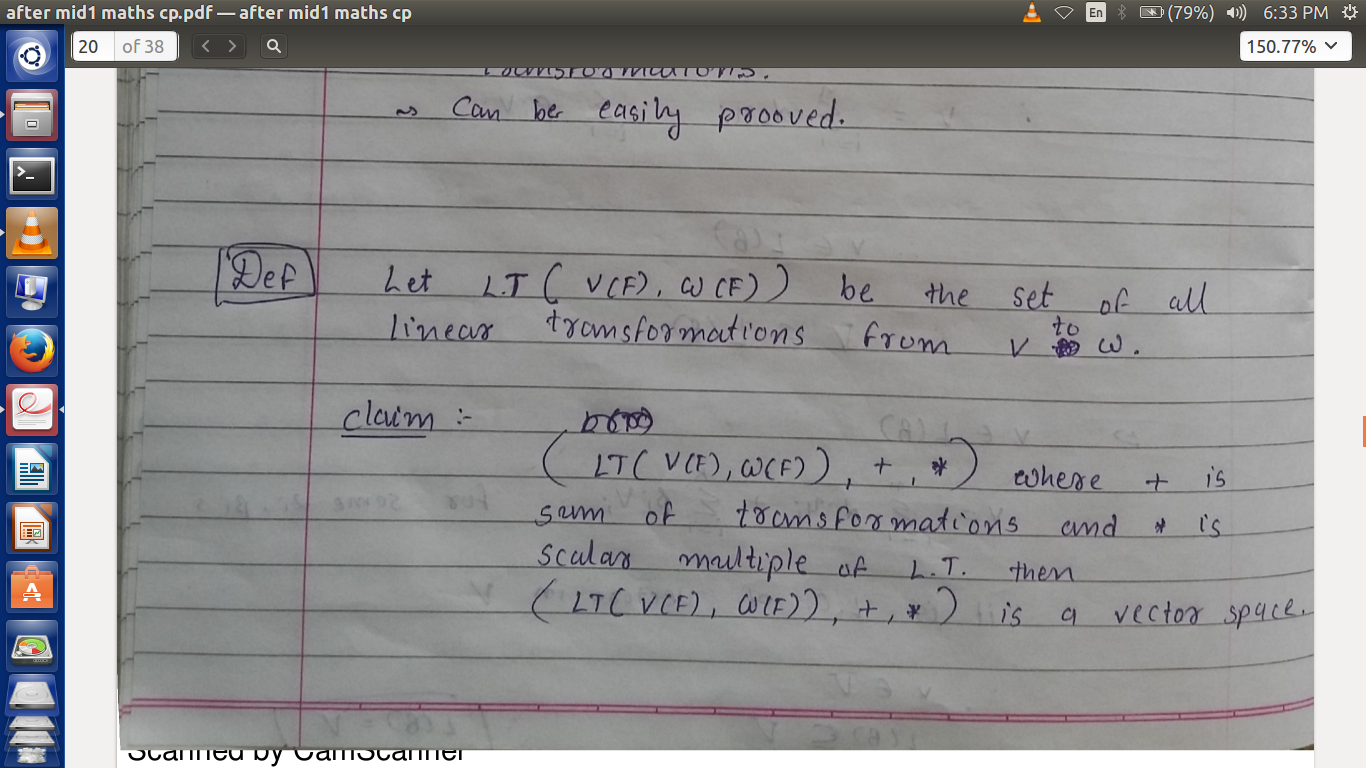 after mid1 maths cp.pdf — after mid1 maths cp
En
(79%)
6:33 PM
20 of 38
150.77%
transformations.
~> Can be easily prooved.
Def
Let L.T ( V(F), W(F) ) be the set of all
linear transformations from V to W.
claim :-
( LT( V(F), W(F) ), +, * ) where + is
sum of transformations and * is
scalar multiple of L.T. then
( LT( V(F), W(F)), +, * ) is a vector space.
Scanned by CamScanner